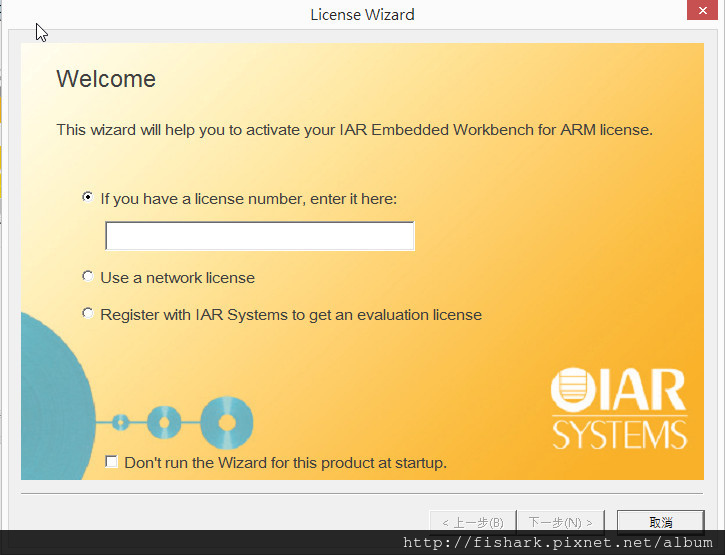 License Wizard
Welcome
This wizard will help you to activate your IAR Embedded Workbench for ARM license.
If you have a license number, enter it here:
Use a network license
Register with IAR Systems to get an evaluation license
IAR
SYSTEMS
Don't run the Wizard for this product at startup.
< 上一步(B) 下一步(N) > 取消
http://fishark.pixnet.net/album